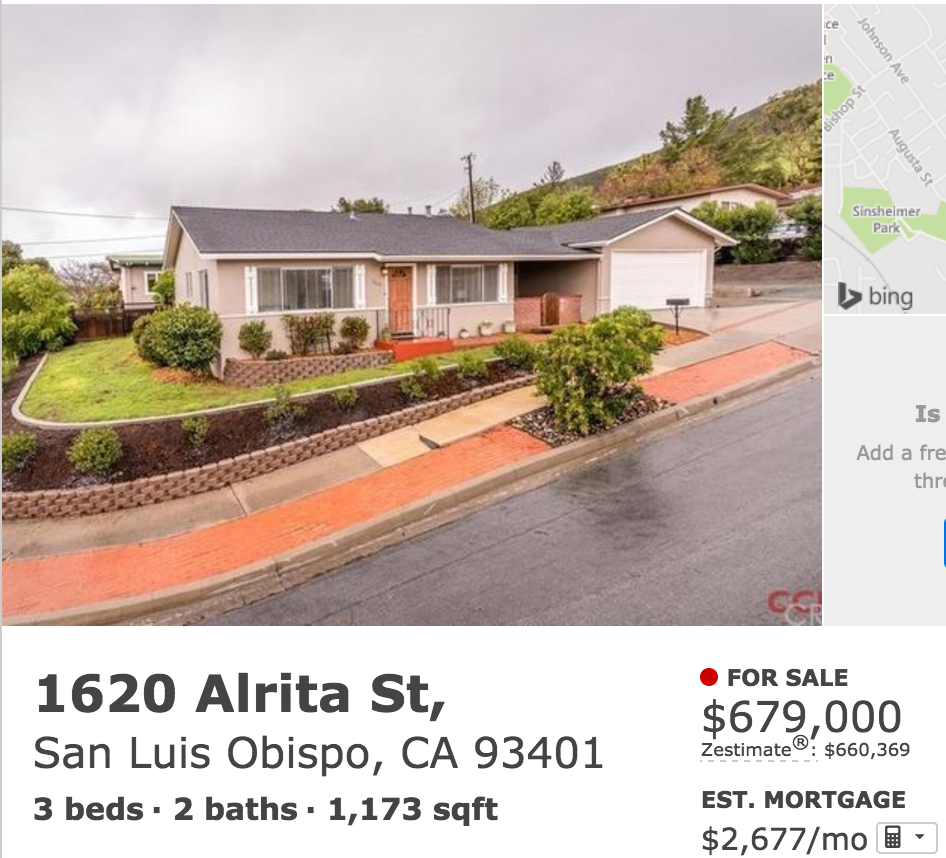 Johnson Ave
Bishop St
Augusta St
Sinsheimer
Park
bing
Is
Add a fre
thr
1620 Alrita St,
San Luis Obispo, CA 93401
3 beds · 2 baths · 1,173 sqft
FOR SALE
$679,000
Zestimate®: $660,369
EST. MORTGAGE
$2,677/mo